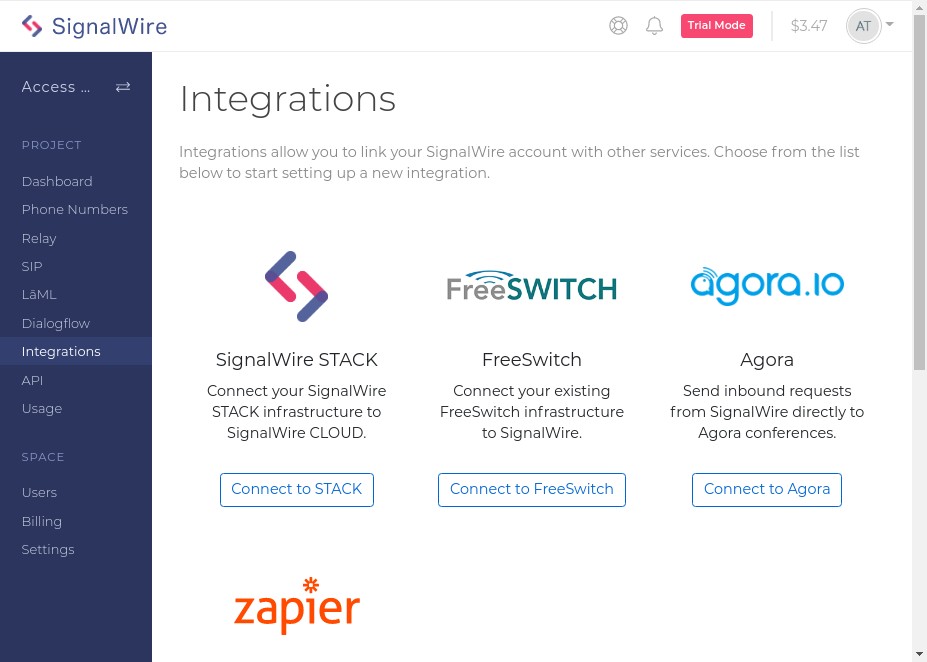 SignalWire
Trial Mode
$3.47
AT
Access ...
PROJECT
Dashboard
Phone Numbers
Relay
SIP
LāML
Dialogflow
Integrations
API
Usage
SPACE
Users
Billing
Settings
Integrations
Integrations allow you to link your SignalWire account with other services. Choose from the list
below to start setting up a new integration.
FreeSWITCH
agora.io
SignalWire STACK
Connect your SignalWire
STACK infrastructure to
SignalWire CLOUD.
Connect to STACK
FreeSwitch
Connect your existing
FreeSwitch infrastructure
to SignalWire.
Connect to FreeSwitch
Agora
Send inbound requests
from SignalWire directly to
Agora conferences.
Connect to Agora
zapier